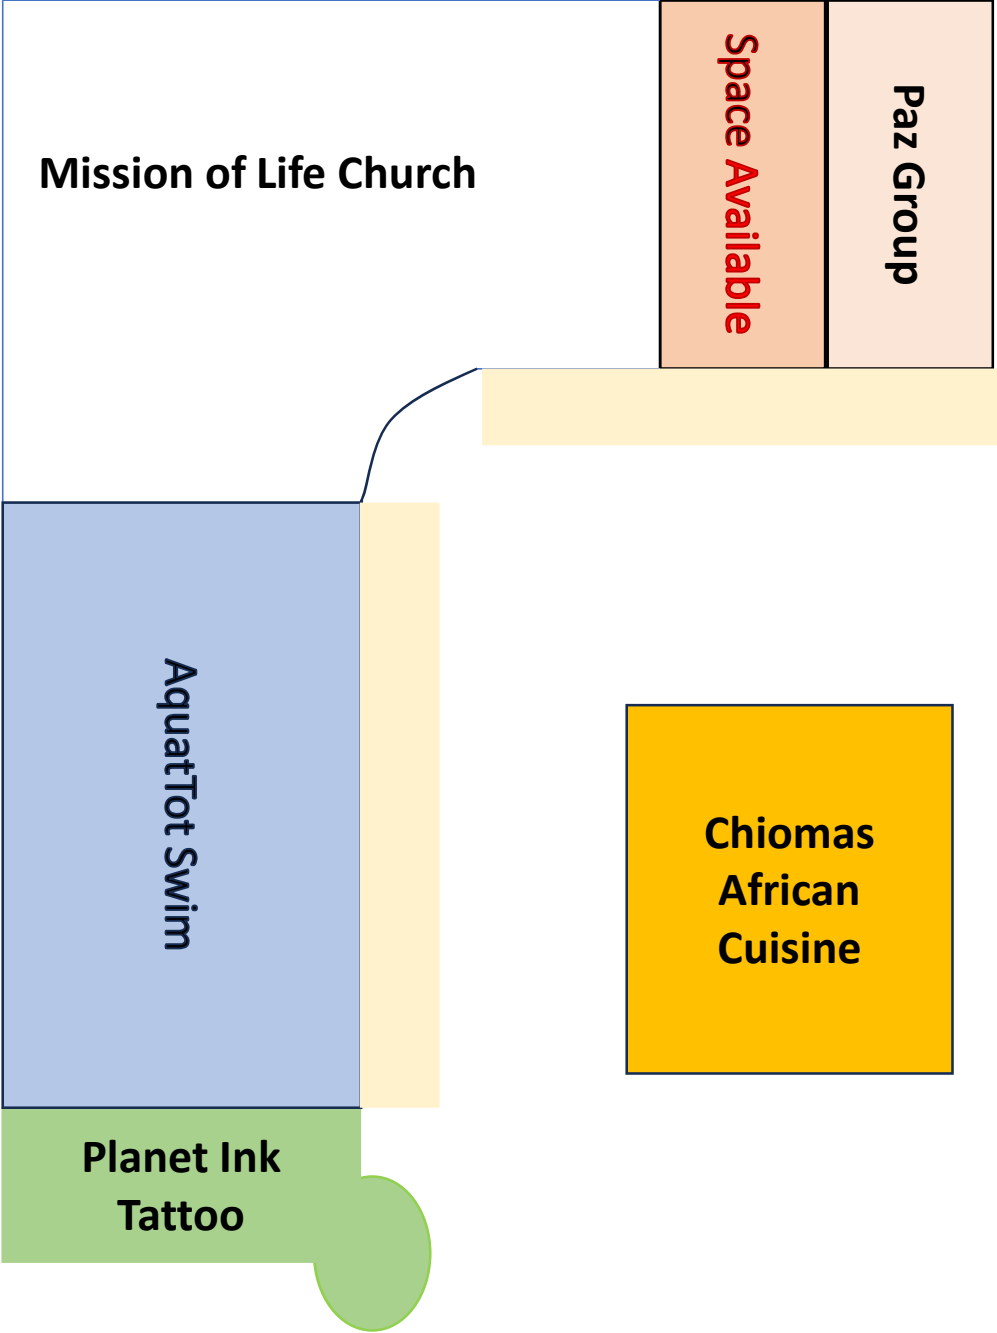 Space Available
Paz Group
Mission of Life Church
AquatTot Swim
Chiomas
African
Cuisine
Planet Ink
Tattoo